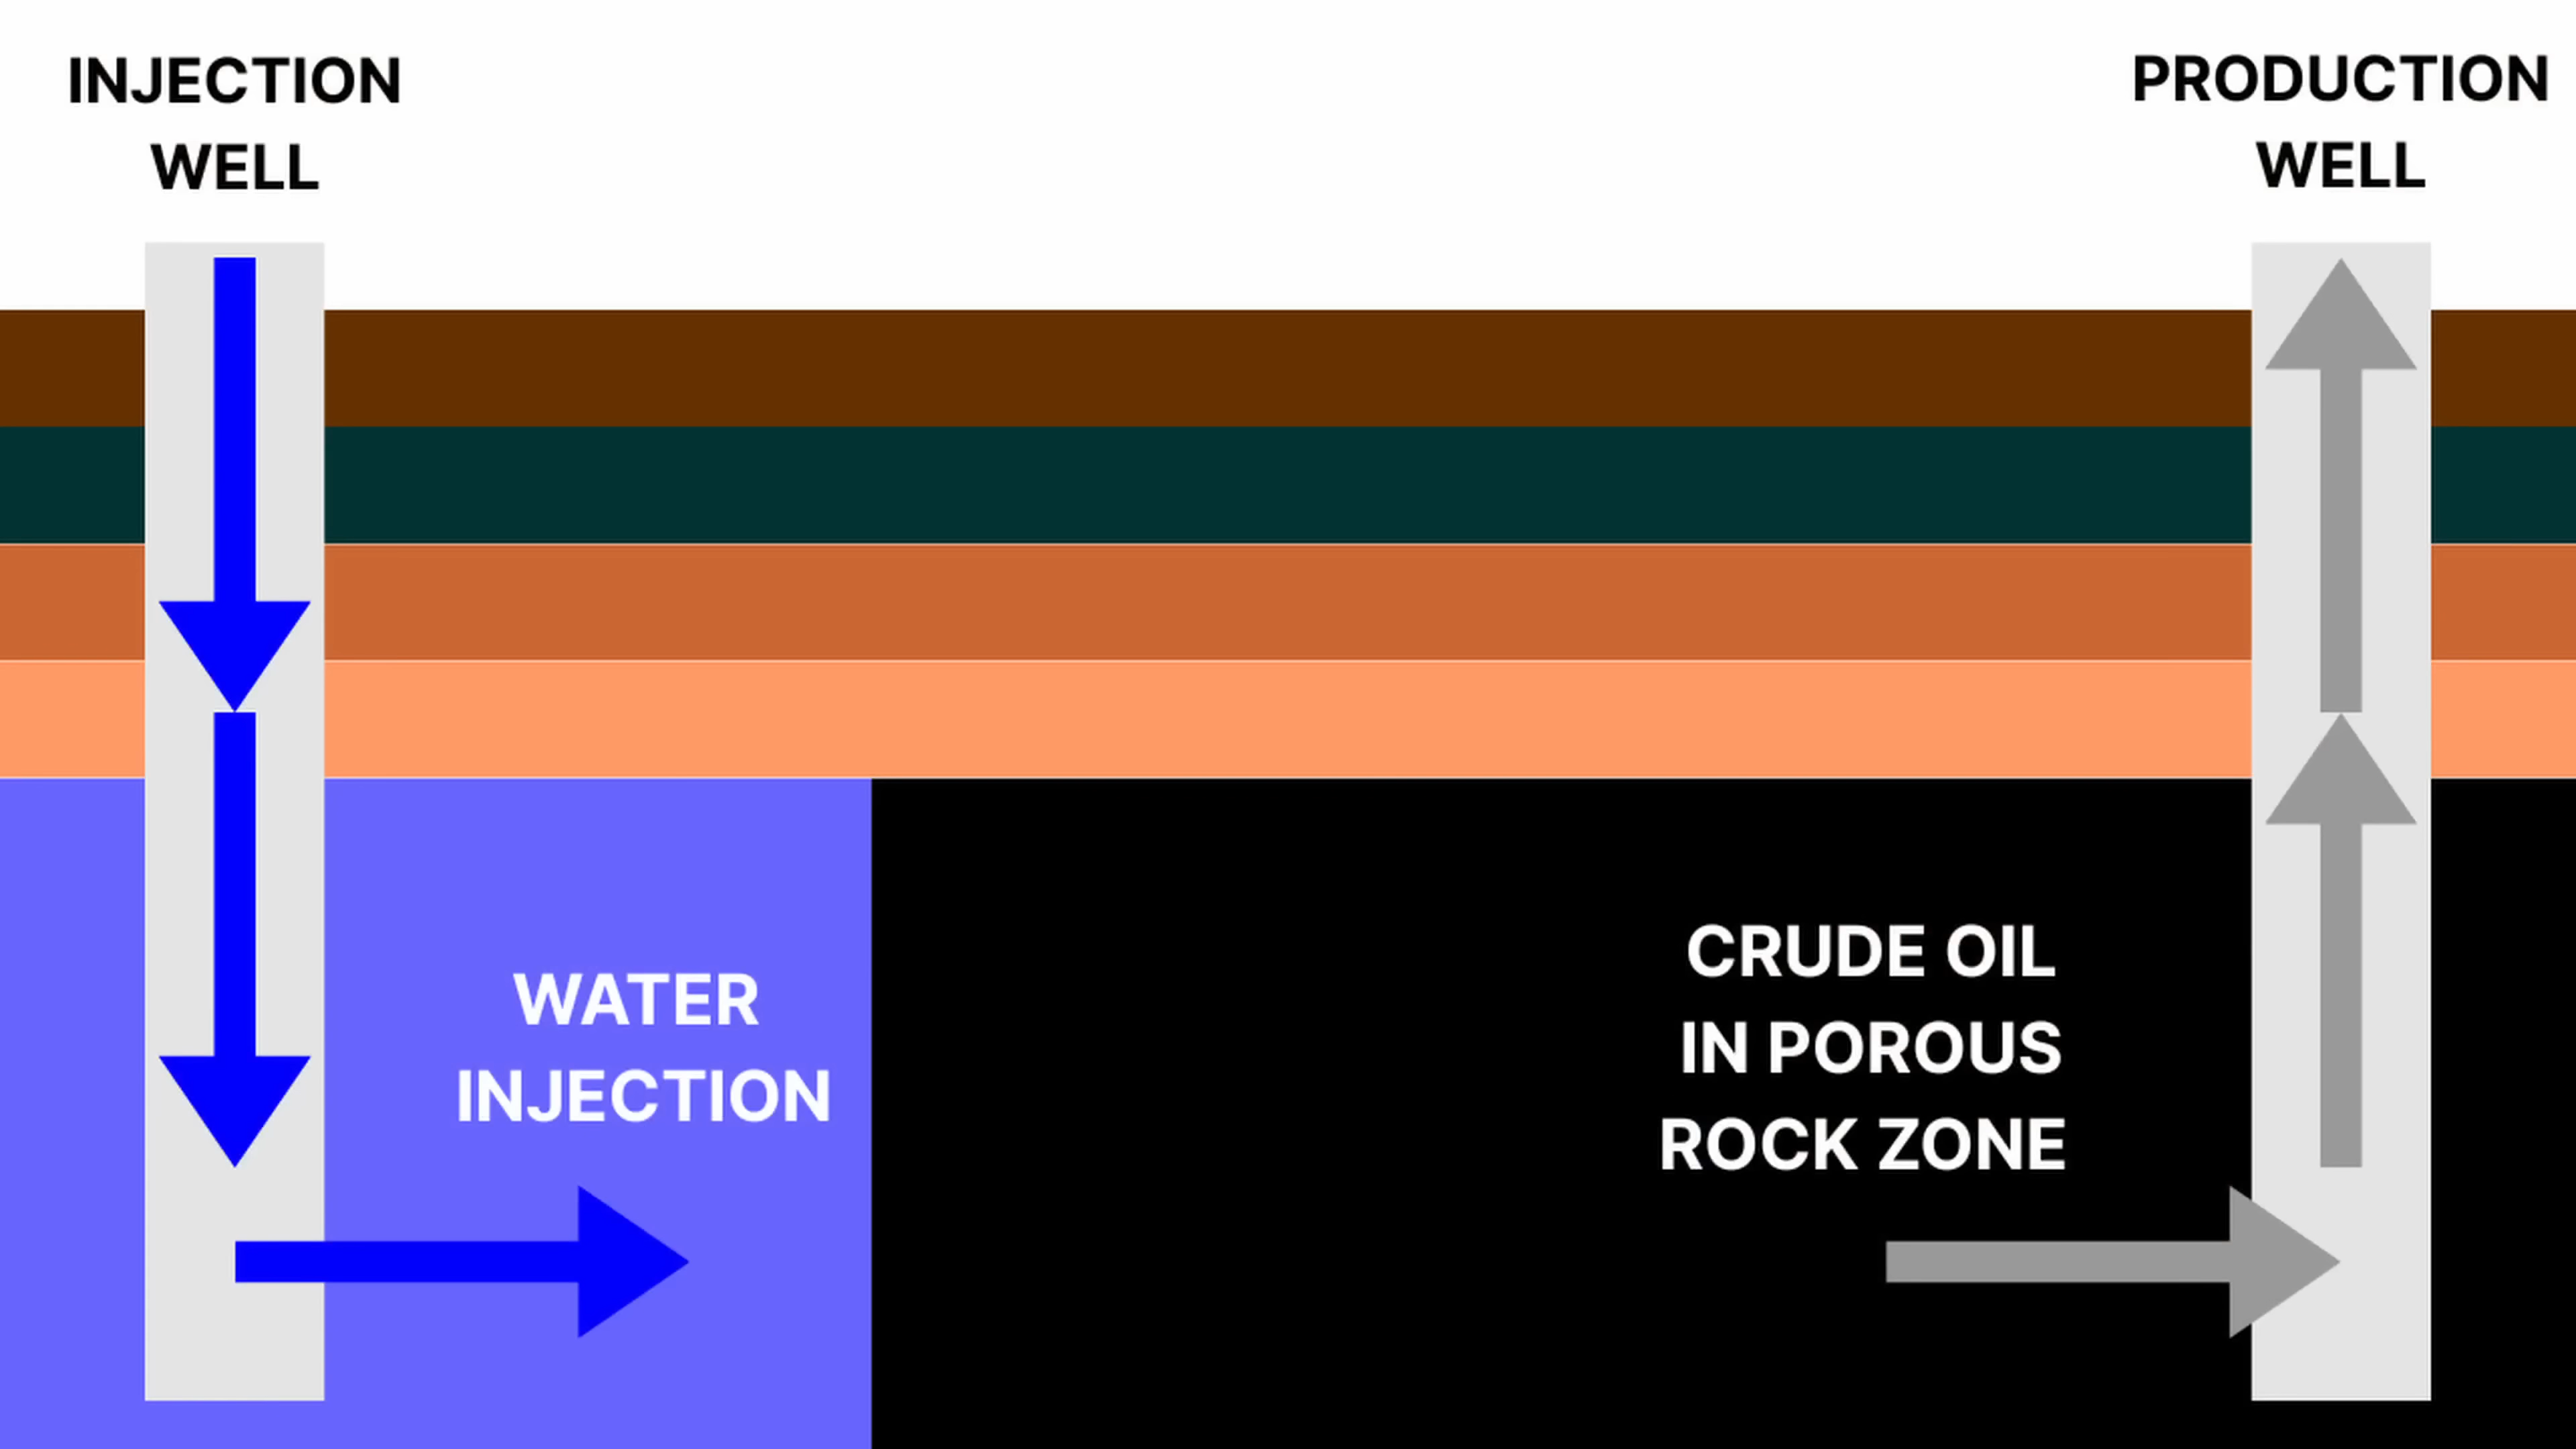 INJECTION
WELL
PRODUCTION
WELL
WATER
INJECTION
CRUDE OIL
IN POROUS
ROCK ZONE